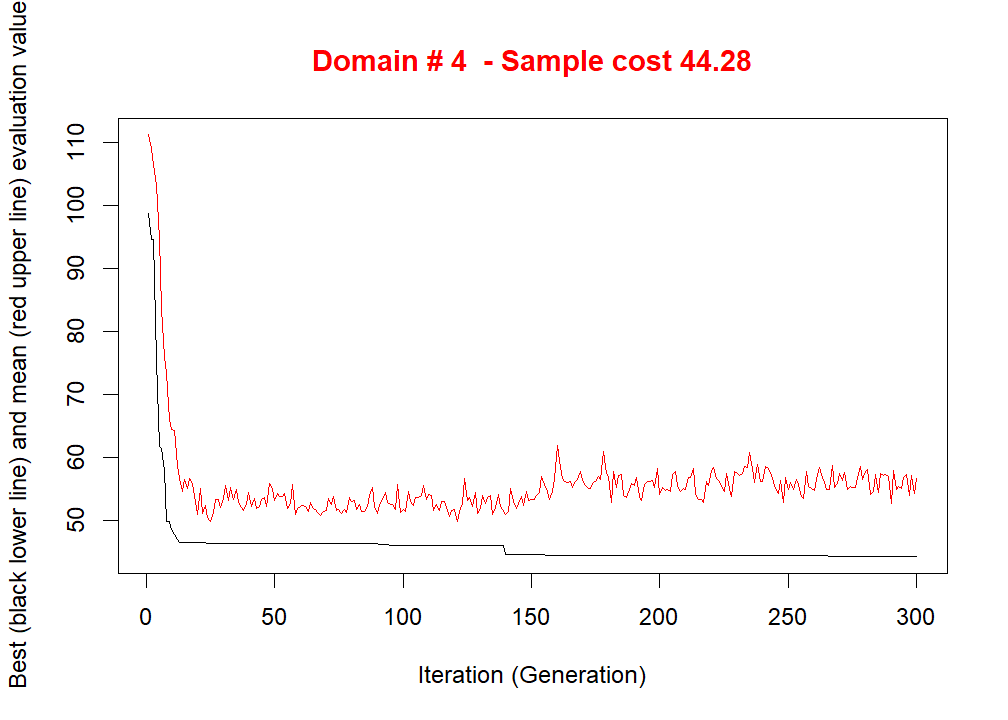 Domain # 4  - Sample cost 44.28
Best (black lower line) and mean (red upper line) evaluation value
110
100
90
80
70
60
50
0 50 100 150 200 250 300
Iteration (Generation)